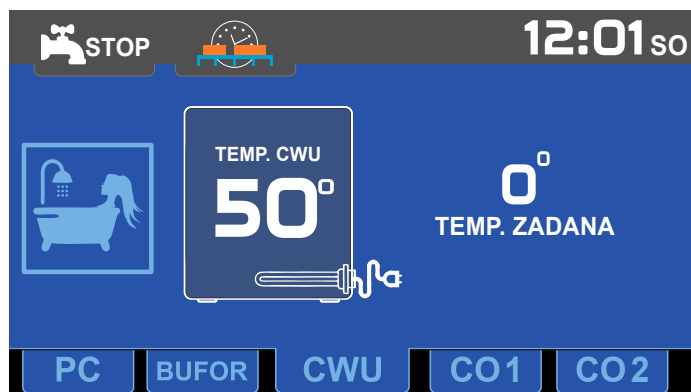 STOP
12:01 SO
TEMP. CWU
50°
0°
TEMP. ZADANA
PC
BUFOR
CWU
CO1
CO2